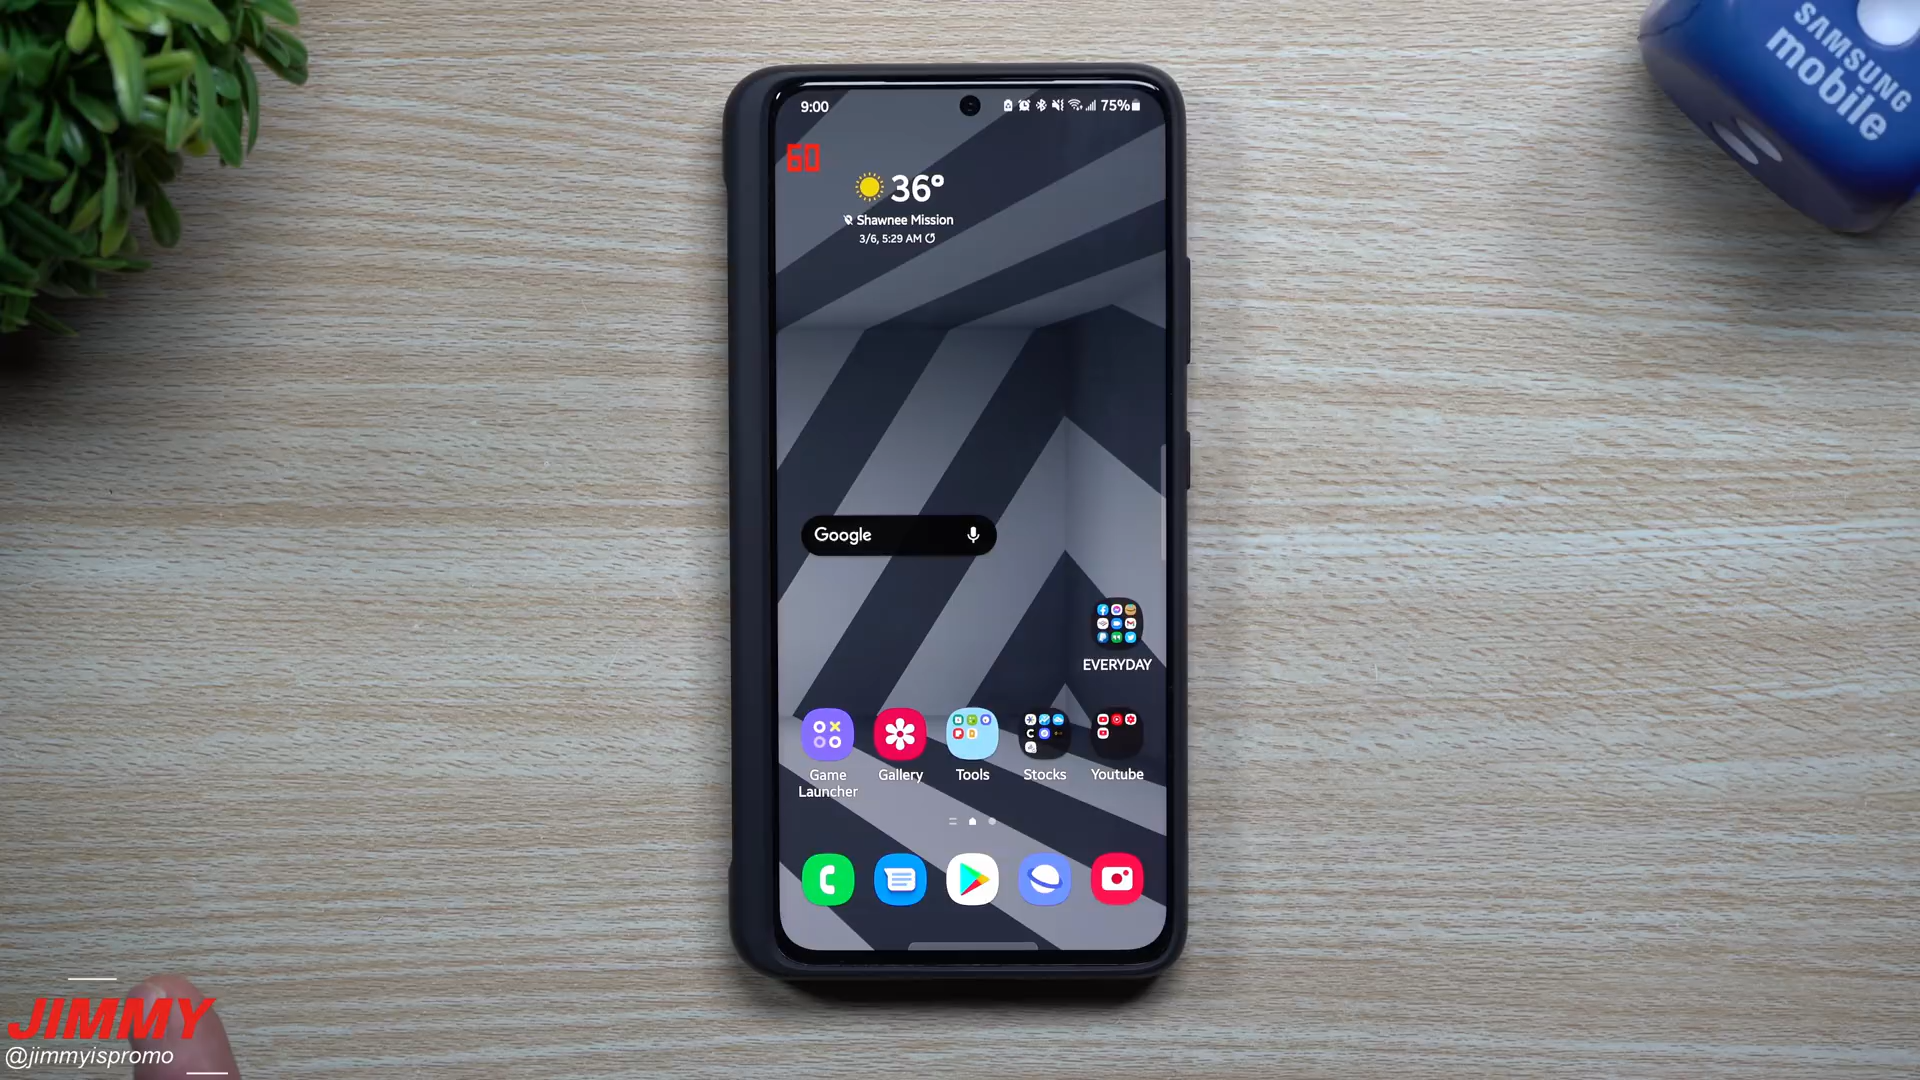 SAMSUNG
mobile
9:00
75%
60
36°
Shawnee Mission
3/6, 5:29 AM
Google
EVERYDAY
Game
Launcher
Gallery
Tools
Stocks
Youtube
JIMMY
@jimmyispromo